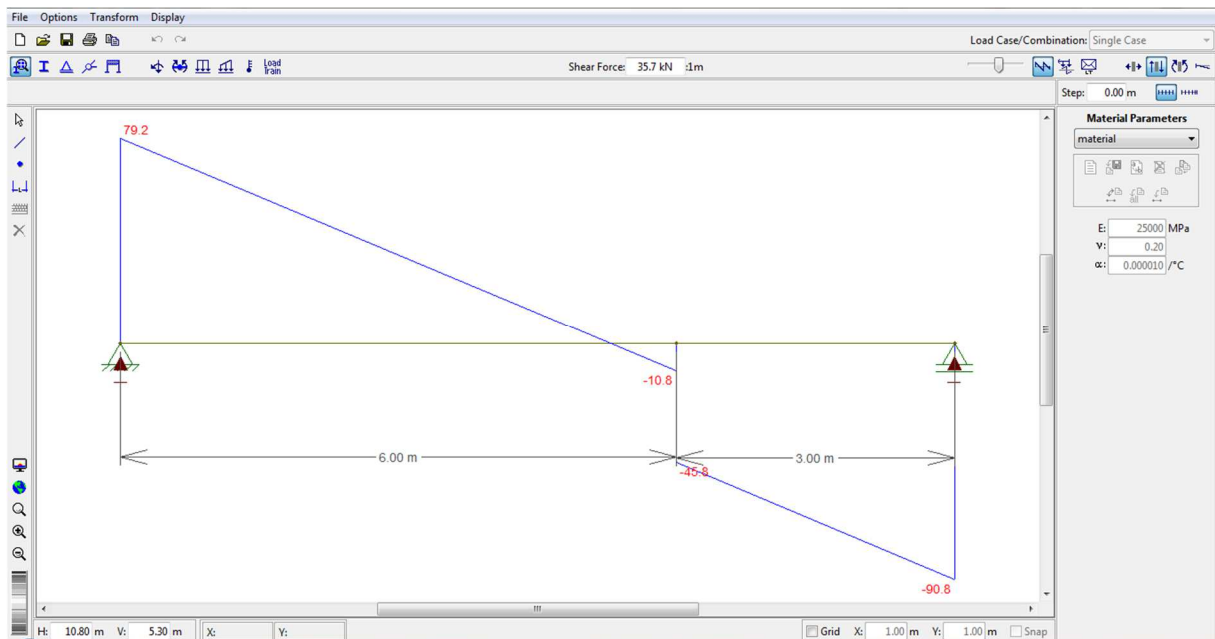 File Options Transform Display
Load Case/Combination: Single Case
Load Train
Shear Force: 35.7 kN :1m
Step: 0.00 m
Material Parameters
material
E: 25000 MPa
ν: 0.20
α: 0.000010 /°C
79.2
-10.8
6.00 m
3.00 m
-45.8
-90.8
H: 10.80 m V: 5.30 m X: Y:
Grid X: 1.00 m Y: 1.00 m Snap